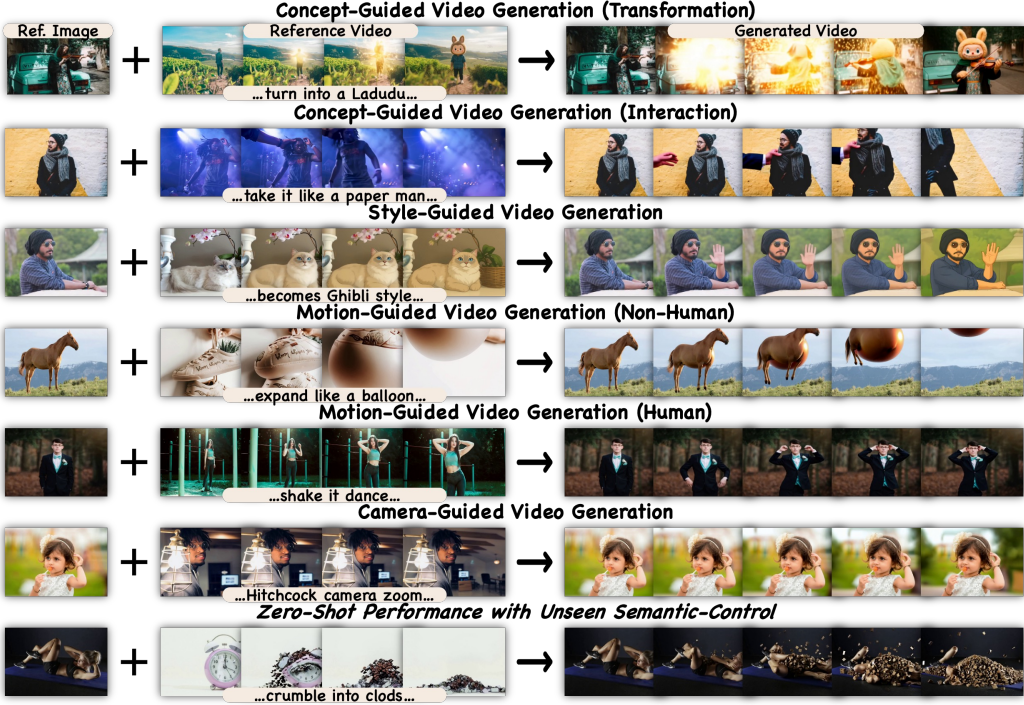 Concept-Guided Video Generation (Transformation)
Ref. Image
Reference Video
Generated Video
...turn into a Ladudu...
Concept-Guided Video Generation (Interaction)
...take it like a paper man...
Style-Guided Video Generation
...becomes Ghibli style...
Motion-Guided Video Generation (Non-Human)
...expand like a balloon...
Motion-Guided Video Generation (Human)
...shake it dance...
Camera-Guided Video Generation
...Hitchcock camera zoom...
Zero-Shot Performance with Unseen Semantic-Control
...crumble into clods...